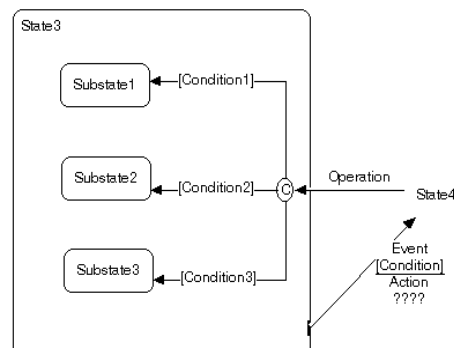 State3
Substate1
[Condition1]
Substate2
[Condition2]
C
Operation
State4
Substate3
[Condition3]
Event
[Condition]
Action
????